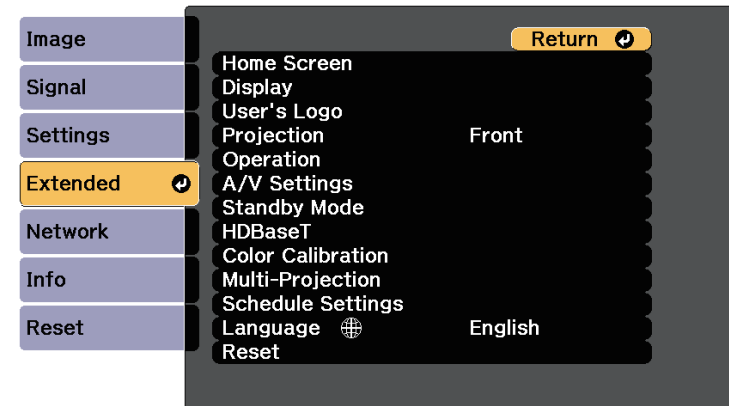 Image
Signal
Settings
Extended
Network
Info
Reset
Return
Home Screen
Display
User's Logo
Projection Front
Operation
A/V Settings
Standby Mode
HDBaseT
Color Calibration
Multi-Projection
Schedule Settings
Language English
Reset